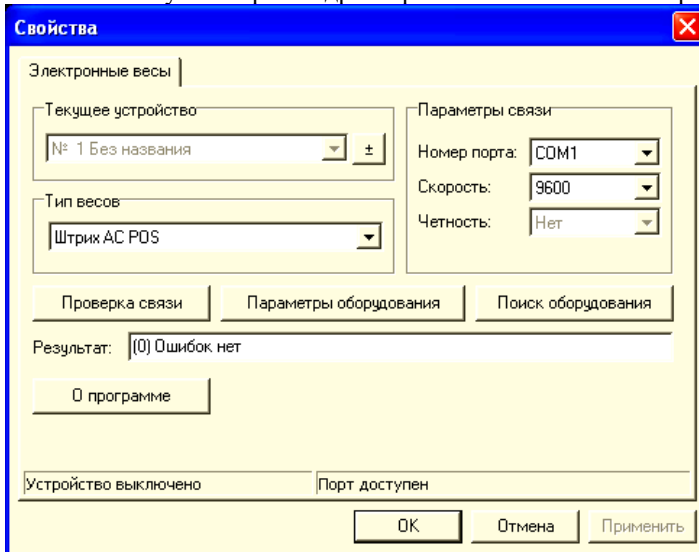 Свойства
Электронные весы
Текущее устройство
№ 1 Без названия
±
Тип весов
Штрих АС POS
Параметры связи
Номер порта: COM1
Скорость: 9600
Четность: Нет
Проверка связи
Параметры оборудования
Поиск оборудования
Результат: (0) Ошибок нет
О программе
Устройство выключено
Порт доступен
OK
Отмена
Применить